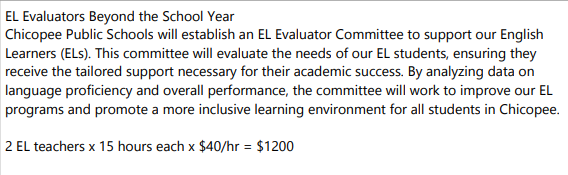 EL Evaluators Beyond the School Year
Chicopee Public Schools will establish an EL Evaluator Committee to support our English
Learners (ELs). This committee will evaluate the needs of our EL students, ensuring they
receive the tailored support necessary for their academic success. By analyzing data on
language proficiency and overall performance, the committee will work to improve our EL
programs and promote a more inclusive learning environment for all students in Chicopee.
2 EL teachers x 15 hours each x $40/hr = $1200